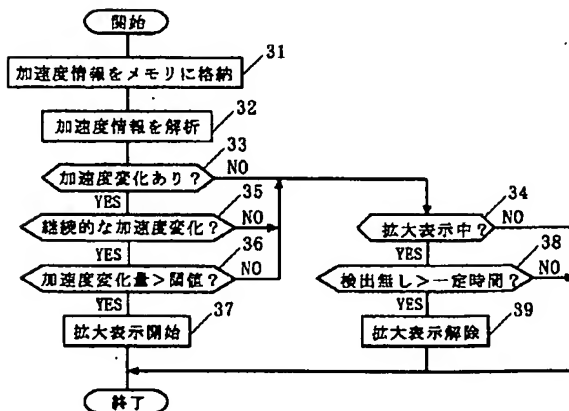 開始
31
加速度情報をメモリに格納
32
加速度情報を解析
33
加速度変化あり?
NO
YES
35
継続的な加速度変化?
NO
YES
36
加速度変化量>閾値?
NO
YES
37
拡大表示開始
終了
34
拡大表示中?
NO
YES
38
検出無し>一定時間?
NO
YES
39
拡大表示解除